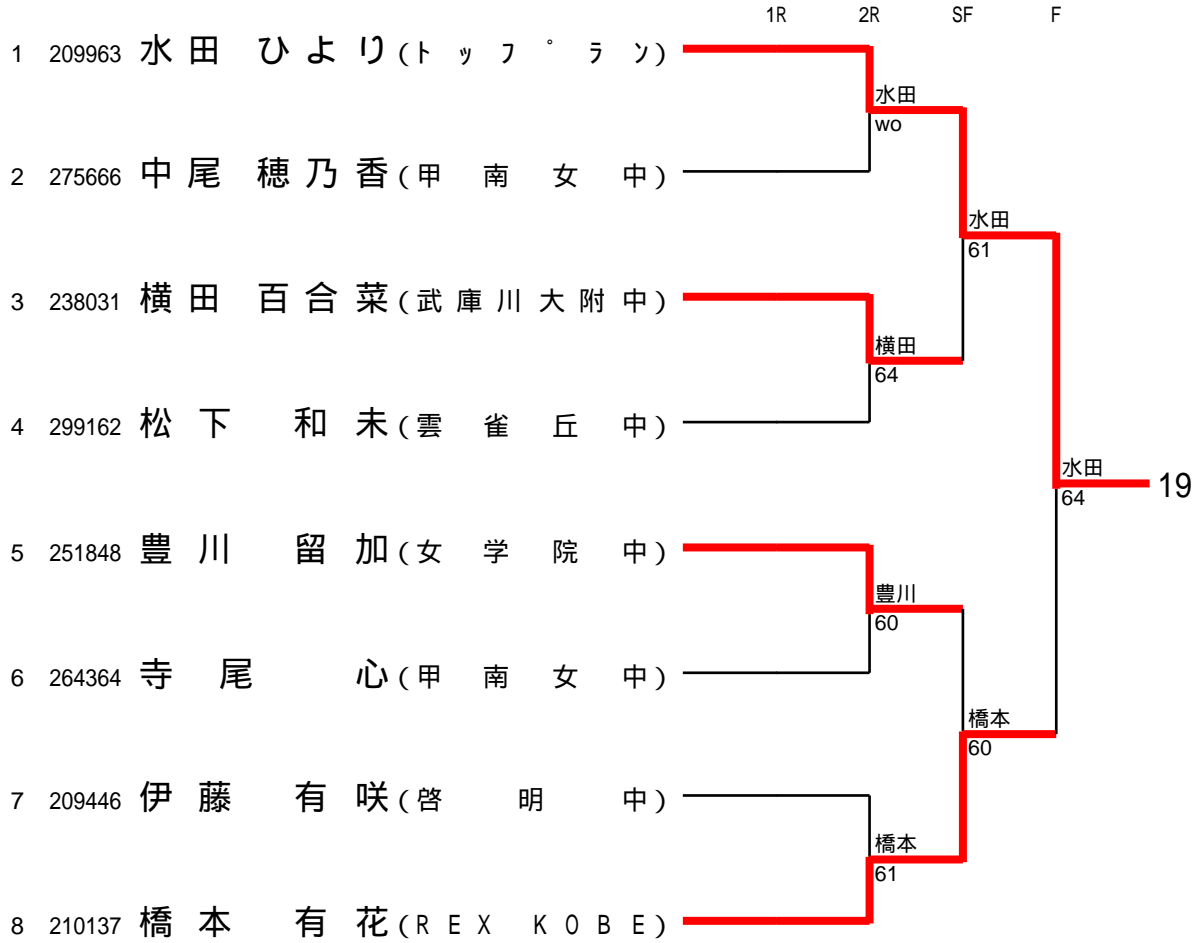 1R 2R SF F
1 209963 水田 ひより (トップラン)
水田
wo
2 275666 中尾 穂乃香 (甲南女中)
水田
61
3 238031 横田 百合菜 (武庫川大附中)
横田
64
4 299162 松下 和未 (雲雀丘中)
水田
64
19
5 251848 豊川 留加 (女学院中)
豊川
60
6 264364 寺尾 心 (甲南女中)
橋本
60
7 209446 伊藤 有咲 (啓明中)
橋本
61
8 210137 橋本 有花 (REX KOBE)